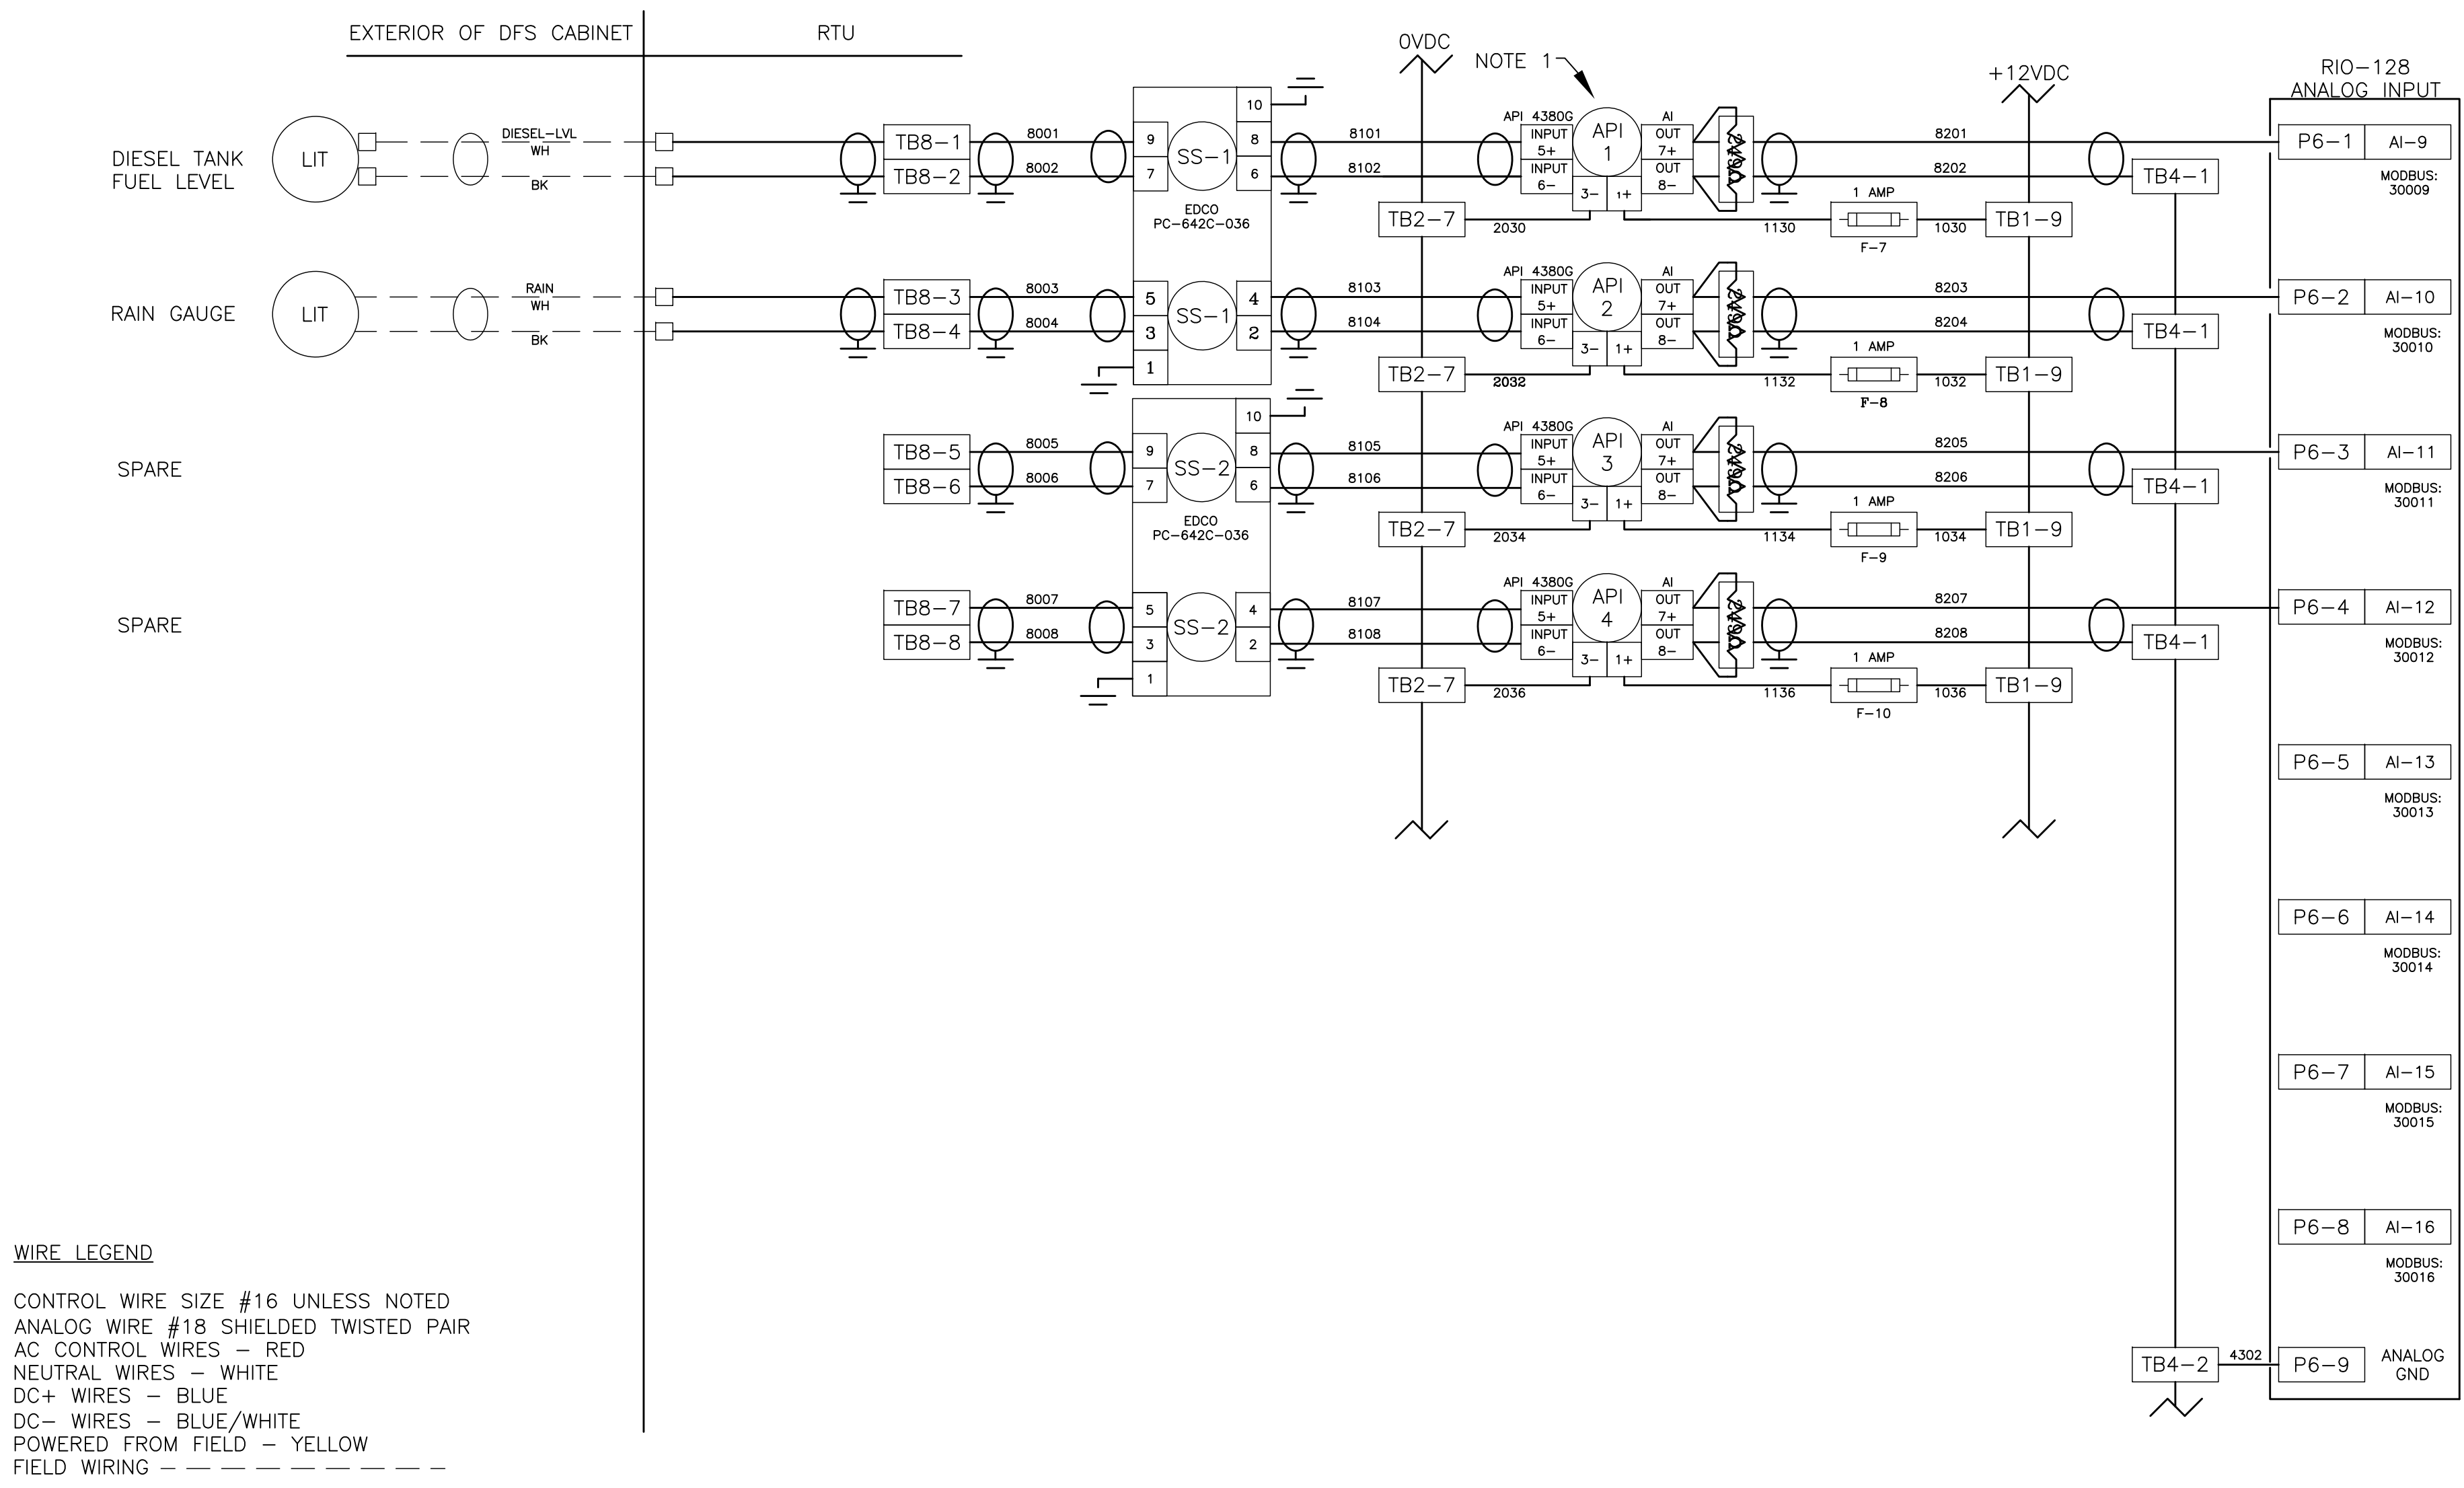 EXTERIOR OF DFS CABINET
RTU
0VDC
NOTE 1
+12VDC
RIO-128
ANALOG INPUT
DIESEL TANK
FUEL LEVEL
LIT
DIESEL-LVL
WH
BK
TB8-1
TB8-2
8001
8002
10
9
8
7
6
SS-1
EDCO
PC-642C-036
8101
8102
API 4380G
INPUT
5+
INPUT
6-
API
1
3-
1+
AI
OUT
7+
OUT
8-
8201
8202
TB4-1
P6-1
AI-9
MODBUS:
30009
TB2-7
2030
1130
1 AMP
F-7
1030
TB1-9
RAIN GAUGE
LIT
RAIN
WH
BK
TB8-3
TB8-4
8003
8004
5
4
3
2
1
SS-1
8103
8104
API 4380G
INPUT
5+
INPUT
6-
API
2
3-
1+
AI
OUT
7+
OUT
8-
8203
8204
TB4-1
P6-2
AI-10
MODBUS:
30010
TB2-7
2032
1132
1 AMP
F-8
1032
TB1-9
SPARE
TB8-5
TB8-6
8005
8006
10
9
8
7
6
SS-2
EDCO
PC-642C-036
8105
8106
API 4380G
INPUT
5+
INPUT
6-
API
3
3-
1+
AI
OUT
7+
OUT
8-
8205
8206
TB4-1
P6-3
AI-11
MODBUS:
30011
TB2-7
2034
1134
1 AMP
F-9
1034
TB1-9
SPARE
TB8-7
TB8-8
8007
8008
5
4
3
2
1
SS-2
8107
8108
API 4380G
INPUT
5+
INPUT
6-
API
4
3-
1+
AI
OUT
7+
OUT
8-
8207
8208
TB4-1
P6-4
AI-12
MODBUS:
30012
TB2-7
2036
1136
1 AMP
F-10
1036
TB1-9
P6-5
AI-13
MODBUS:
30013
P6-6
AI-14
MODBUS:
30014
P6-7
AI-15
MODBUS:
30015
P6-8
AI-16
MODBUS:
30016
TB4-2
4302
P6-9
ANALOG
GND
WIRE LEGEND
CONTROL WIRE SIZE #16 UNLESS NOTED
ANALOG WIRE #18 SHIELDED TWISTED PAIR
AC CONTROL WIRES - RED
NEUTRAL WIRES - WHITE
DC+ WIRES - BLUE
DC- WIRES - BLUE/WHITE
POWERED FROM FIELD - YELLOW
FIELD WIRING